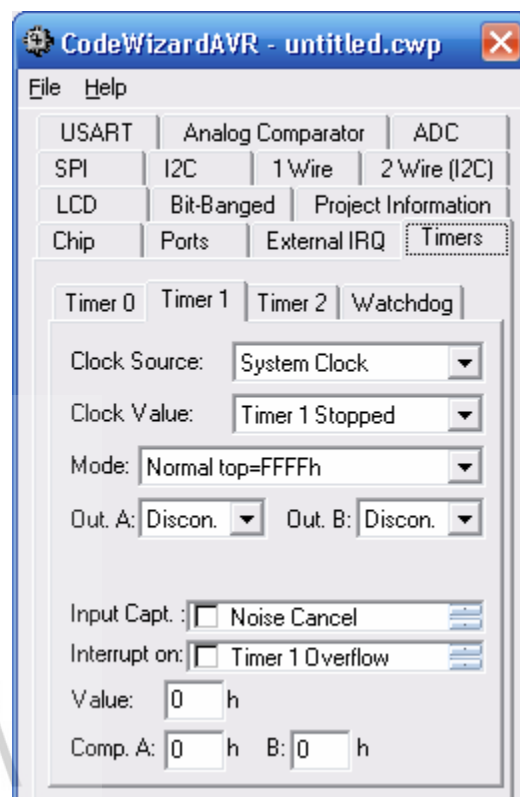 CodeWizardAVR - untitled.cwp
File Help
USART Analog Comparator ADC
SPI I2C 1 Wire 2 Wire (I2C)
LCD Bit-Banged Project Information
Chip Ports External IRQ Timers
Timer 0 Timer 1 Timer 2 Watchdog
Clock Source: System Clock
Clock Value: Timer 1 Stopped
Mode: Normal top=FFFFh
Out. A: Discon. Out. B: Discon.
Input Capt. : Noise Cancel
Interrupt on: Timer 1 Overflow
Value: 0 h
Comp. A: 0 h B: 0 h